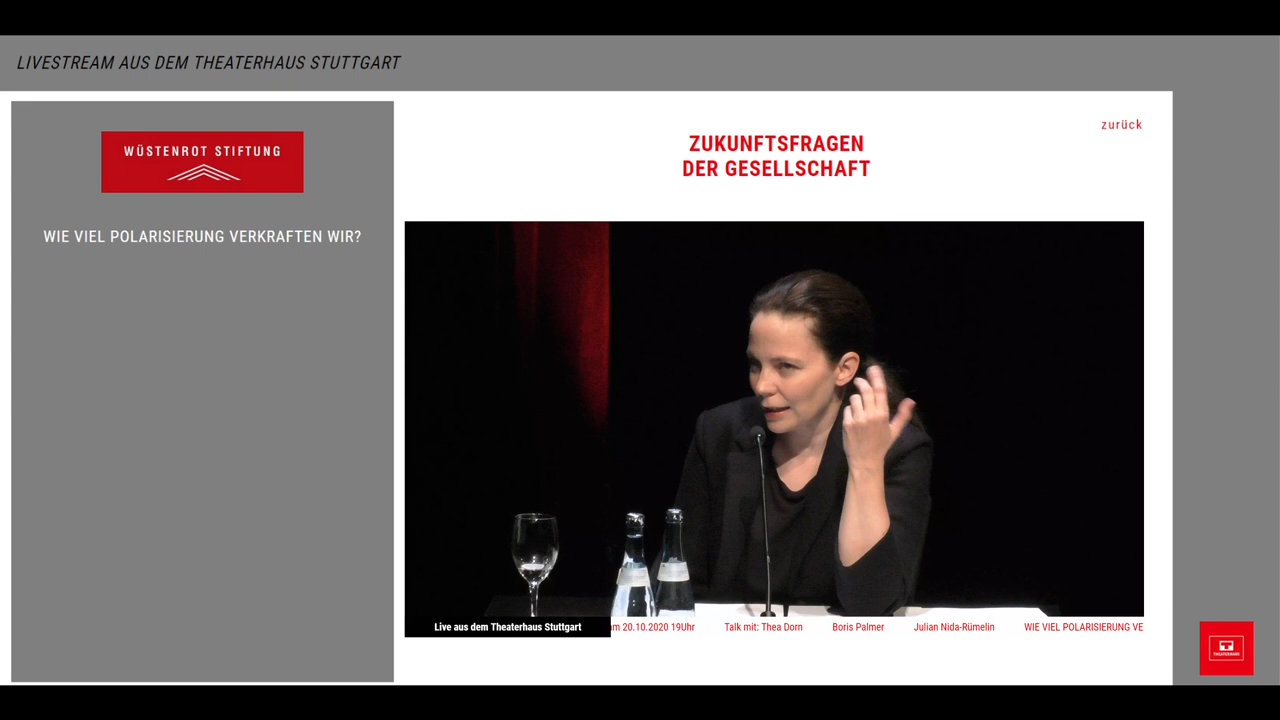 LIVESTREAM AUS DEM THEATERHAUS STUTTGART
WÜSTENROT STIFTUNG
WIE VIEL POLARISIERUNG VERKRAFTEN WIR?
zurück
ZUKUNFTSFRAGEN
DER GESELLSCHAFT
Live aus dem Theaterhaus Stuttgart am 20.10.2020 19Uhr Talk mit: Thea Dorn Boris Palmer Julian Nida-Rümelin WIE VIEL POLARISIERUNG VE
THEATERHAUS